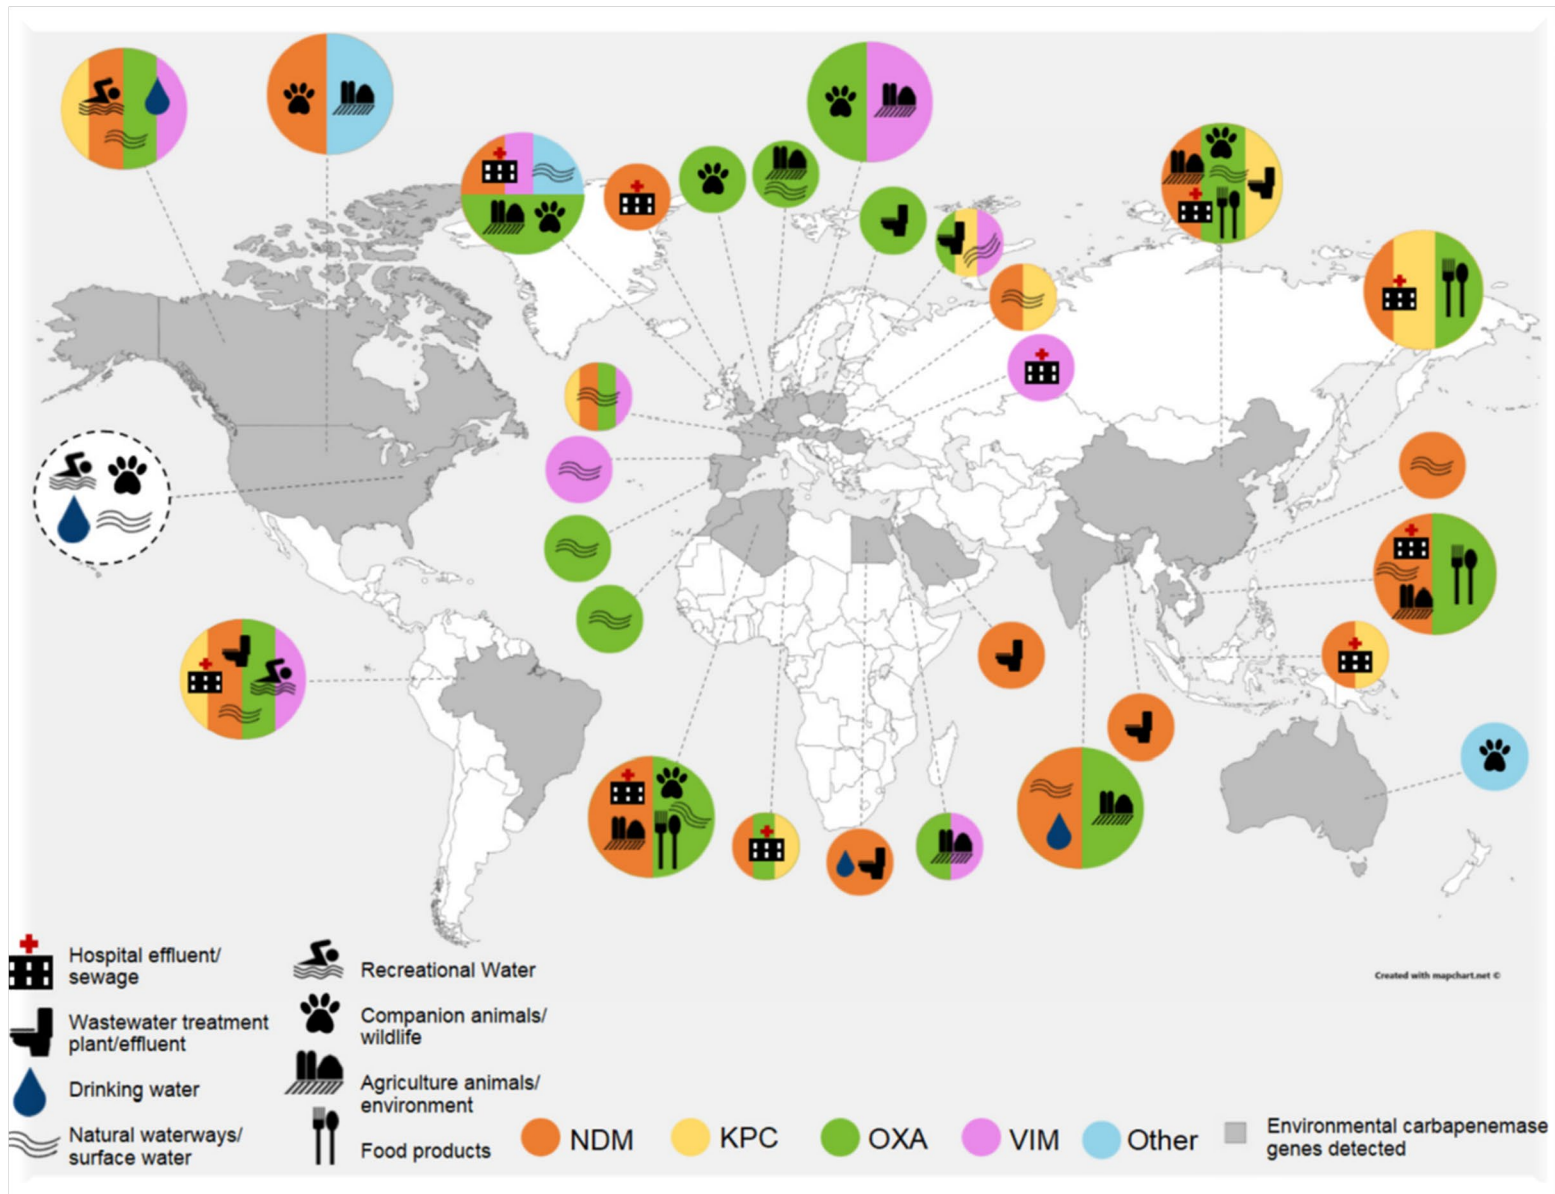 Created with mapchart.net ©
Hospital effluent/
sewage
Wastewater treatment
plant/effluent
Drinking water
Natural waterways/
surface water
Recreational Water
Companion animals/
wildlife
Agriculture animals/
environment
Food products
NDM
KPC
OXA
VIM
Other
Environmental carbapenemase
genes detected